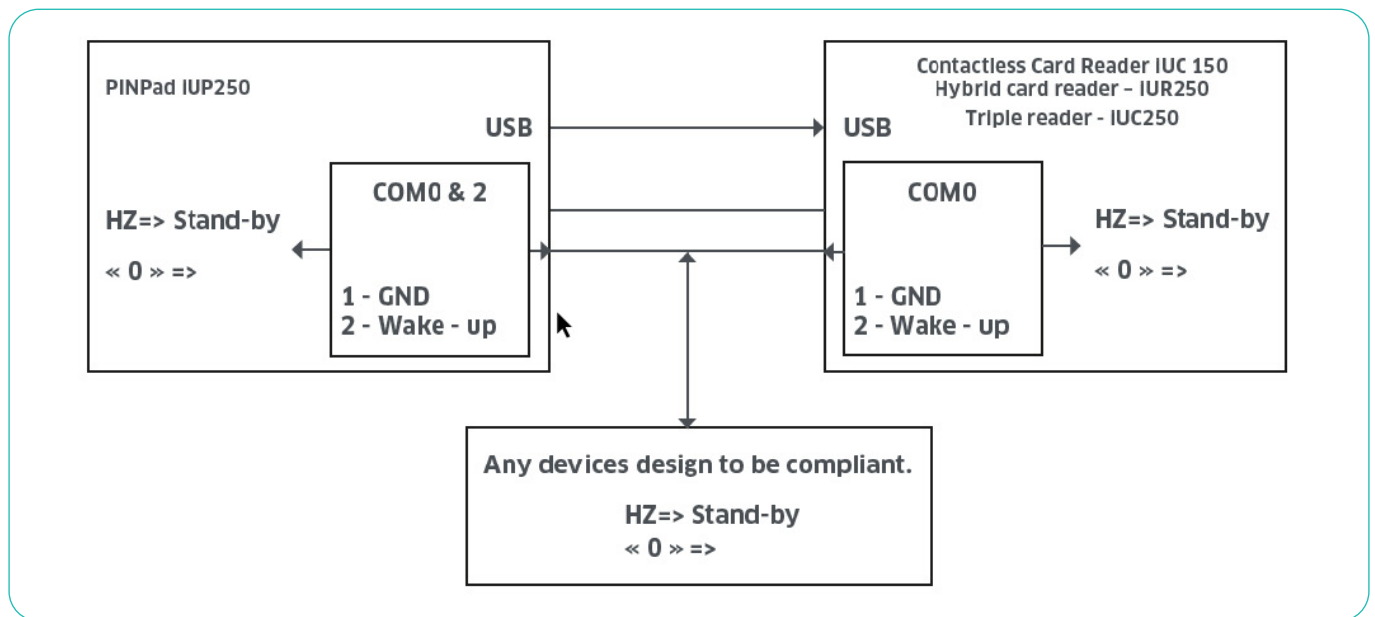 PINPad IUP250
USB
COM0 & 2
HZ=> Stand-by
« 0 » =>
1 - GND
2 - Wake - up
Contactless Card Reader IUC 150
Hybrid card reader – IUR250
Triple reader - IUC250
USB
COM0
HZ=> Stand-by
« 0 » =>
1 - GND
2 - Wake - up
Any devices design to be compliant.
HZ=> Stand-by
« 0 » =>